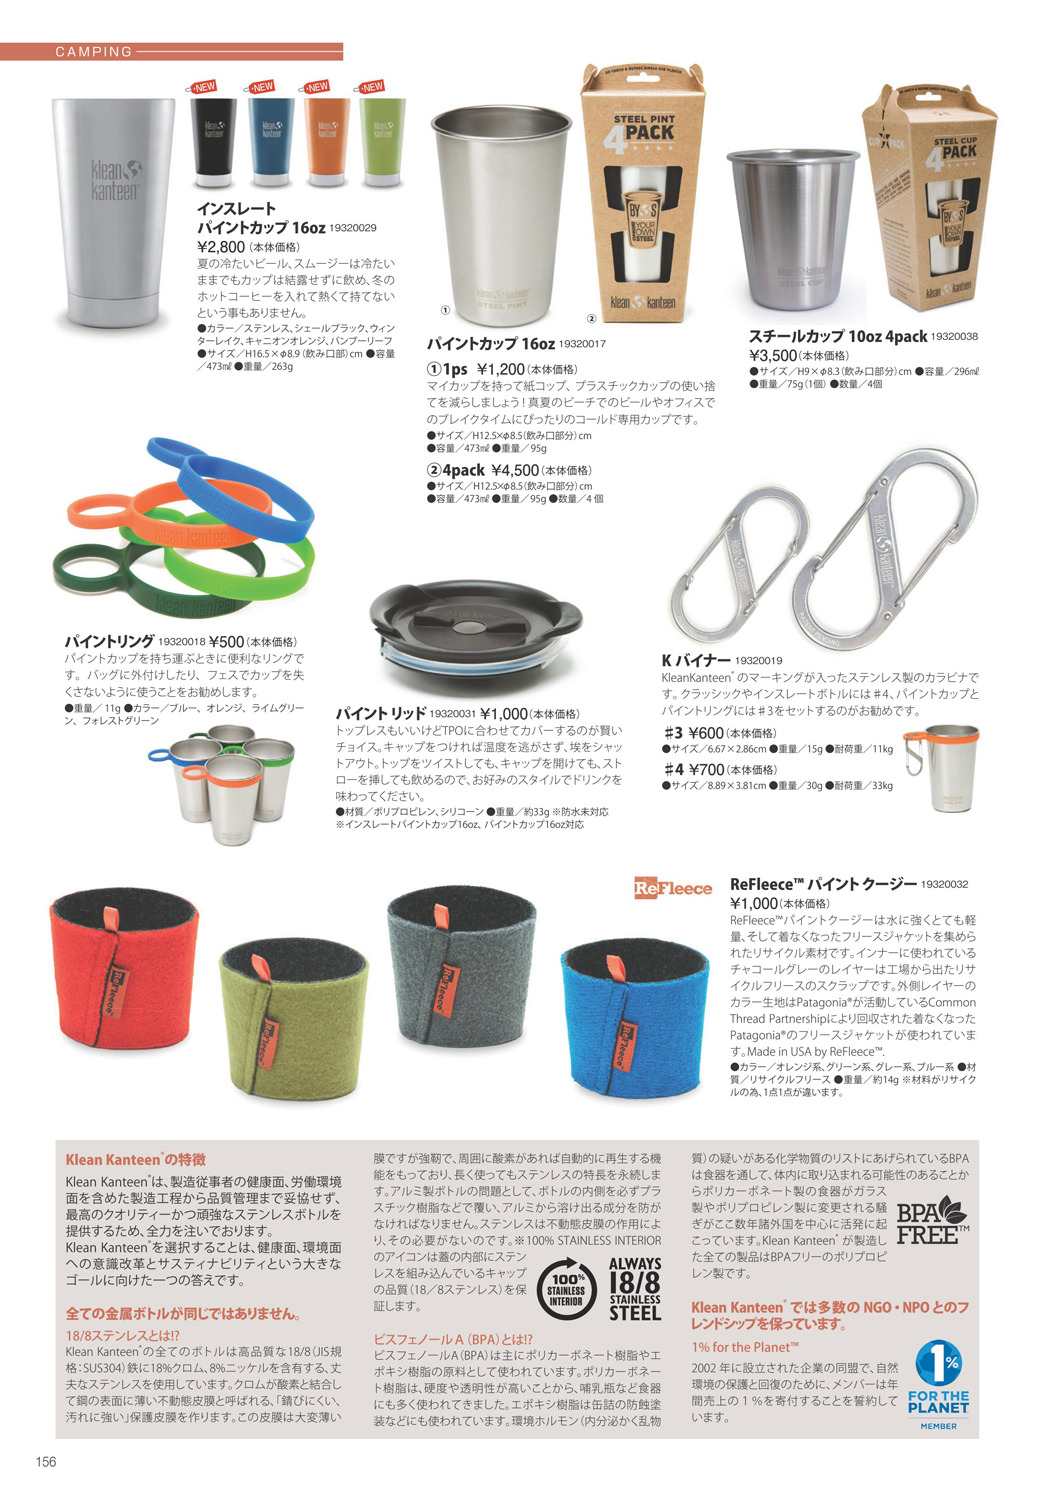 CAMPING
NEW
NEW
NEW
NEW
klean
kanteen
インスレート
パイントカップ 16oz 19320029
¥2,800（本体価格）
夏の冷たいビール、スムージーは冷たい
ままでもカップは結露せずに飲め、冬の
ホットコーヒーを入れて熱くて持てない
という事もありません。
●カラー／ステンレス、シェールブラック、ウィン
ターレイク、キャニオンオレンジ、バンブーリーフ
●サイズ／H16.5×φ8.9（飲み口部）cm ●容量
／473㎖ ●重量／263g
STEEL PINT
4PACK
BYOS
BRING YOUR OWN STEEL
klean kanteen
①
②
パイントカップ 16oz 19320017
①1ps ¥1,200（本体価格）
マイカップを持って紙コップ、プラスチックカップの使い捨
てを減らしましょう！真夏のビーチでのビールやオフィスで
のブレイクタイムにぴったりのコールド専用カップです。
●サイズ／H12.5×φ8.5（飲み口部分）cm
●容量／473㎖ ●重量／95g
②4pack ¥4,500（本体価格）
●サイズ／H12.5×φ8.5（飲み口部分）cm
●容量／473㎖ ●重量／95g ●数量／4 個
STEEL CUP
4PACK
スチールカップ 10oz 4pack 19320038
¥3,500（本体価格）
●サイズ／H9×φ8.3（飲み口部分）cm ●容量／296㎖
●重量／75g（1個） ●数量／4個
パイントリング 19320018 ¥500（本体価格）
パイントカップを持ち運ぶときに便利なリングで
す。バッグに外付けしたり、フェスでカップを失
くさないように使うことをお勧めします。
●重量／ 11g ●カラー／ブルー、オレンジ、ライムグリー
ン、フォレストグリーン
パイント リッド 19320031 ¥1,000（本体価格）
トップレスもいいけどTPOに合わせてカバーするのが賢い
チョイス。キャップをつければ温度を逃がさず、埃をシャッ
トアウト。トップをツイストしても、キャップを開けても、スト
ローを挿しても飲めるので、お好みのスタイルでドリンクを
味わってください。
●材質／ポリプロピレン、シリコーン ●重量／約33g ※防水未対応
※インスレートパイントカップ16oz、パイントカップ16oz対応
K バイナー 19320019
KleanKanteen®のマーキングが入ったステンレス製のカラビナで
す。クラッシックやインスレートボトルには♯4、パイントカップと
パイントリングには♯3をセットするのがお勧めです。
♯3 ¥600（本体価格）
●サイズ／6.67×2.86cm ●重量／15g ●耐荷重／11kg
♯4 ¥700（本体価格）
●サイズ／8.89×3.81cm ●重量／30g ●耐荷重／33kg
ReFleece
ReFleece
ReFleece
ReFleece
ReFleece
ReFleece™ パイント クージー 19320032
¥1,000（本体価格）
ReFleece™パイントクージーは水に強くとても軽
量、そして着なくなったフリースジャケットを集めら
れたリサイクル素材です。インナーに使われている
チャコールグレーのレイヤーは工場から出たリサ
イクルフリースのスクラップです。外側レイヤーの
カラー生地はPatagonia®が活動しているCommon
Thread Partnershipにより回収された着なくなった
Patagonia®のフリースジャケットが使われていま
す。Made in USA by ReFleece™.
●カラー／オレンジ系、グリーン系、グレー系、ブルー系 ●材
質／リサイクルフリース ●重量／約14g ※材料がリサイク
ルの為、1点1点が違います。
Klean Kanteen®の特徴
Klean Kanteen®は、製造従事者の健康面、労働環境
面を含めた製造工程から品質管理まで妥協せず、
最高のクオリティーかつ頑強なステンレスボトルを
提供するため、全力を注いでおります。
Klean Kanteen®を選択することは、健康面、環境面
への意識改革とサスティナビリティという大きな
ゴールに向けた一つの答えです。
全ての金属ボトルが同じではありません。
18/8ステンレスとは!?
Klean Kanteen®の全てのボトルは高品質な18/8（JIS規
格：SUS304）鉄に18%クロム、8%ニッケルを含有する、丈
夫なステンレスを使用しています。クロムが酸素と結合し
て鋼の表面に薄い不動態皮膜と呼ばれる、「錆びにくい、
汚れに強い」保護皮膜を作ります。この皮膜は大変薄い
膜ですが強靭で、周囲に酸素があれば自動的に再生する機
能をもっており、長く使ってもステンレスの特長を永続しま
す。アルミ製ボトルの問題として、ボトルの内側を必ずプラ
スチック樹脂などで覆い、アルミから溶け出る成分を防が
なければなりません。ステンレスは不動態皮膜の作用によ
り、その必要がないのです。※100% STAINLESS INTERIOR
のアイコンは蓋の内部にステン
レスを組み込んでいるキャップ
の品質（18／8ステンレス）を保
証します。
100%
STAINLESS
INTERIOR
ALWAYS
18/8
STAINLESS
STEEL
ビスフェノールA（BPA）とは!?
ビスフェノールA（BPA）は主にポリカーボネート樹脂やエ
ポキシ樹脂の原料として使われています。ポリカーボネー
ト樹脂は、硬度や透明性が高いことから、哺乳瓶など食器
にも多く使われてきました。エポキシ樹脂は缶詰の防蝕塗
装などにも使われています。環境ホルモン（内分泌かく乱物
質）の疑いがある化学物質のリストにあげられているBPA
は食器を通して、体内に取り込まれる可能性のあることか
らポリカーボネート製の食器がガラス
製やポリプロピレン製に変更される騒
ぎがここ数年諸外国を中心に活発に起
こっています。Klean Kanteen®が製造し
た全ての製品はBPAフリーのポリプロピ
レン製です。
BPA
FREE™
Klean Kanteen®では多数の NGO・NPO とのフ
レンドシップを保っています。
1% for the Planet™
2002 年に設立された企業の同盟で、自然
環境の保護と回復のために、メンバーは年
間売上の 1 %を寄付することを誓約して
います。
1%
FOR THE
PLANET
MEMBER
156